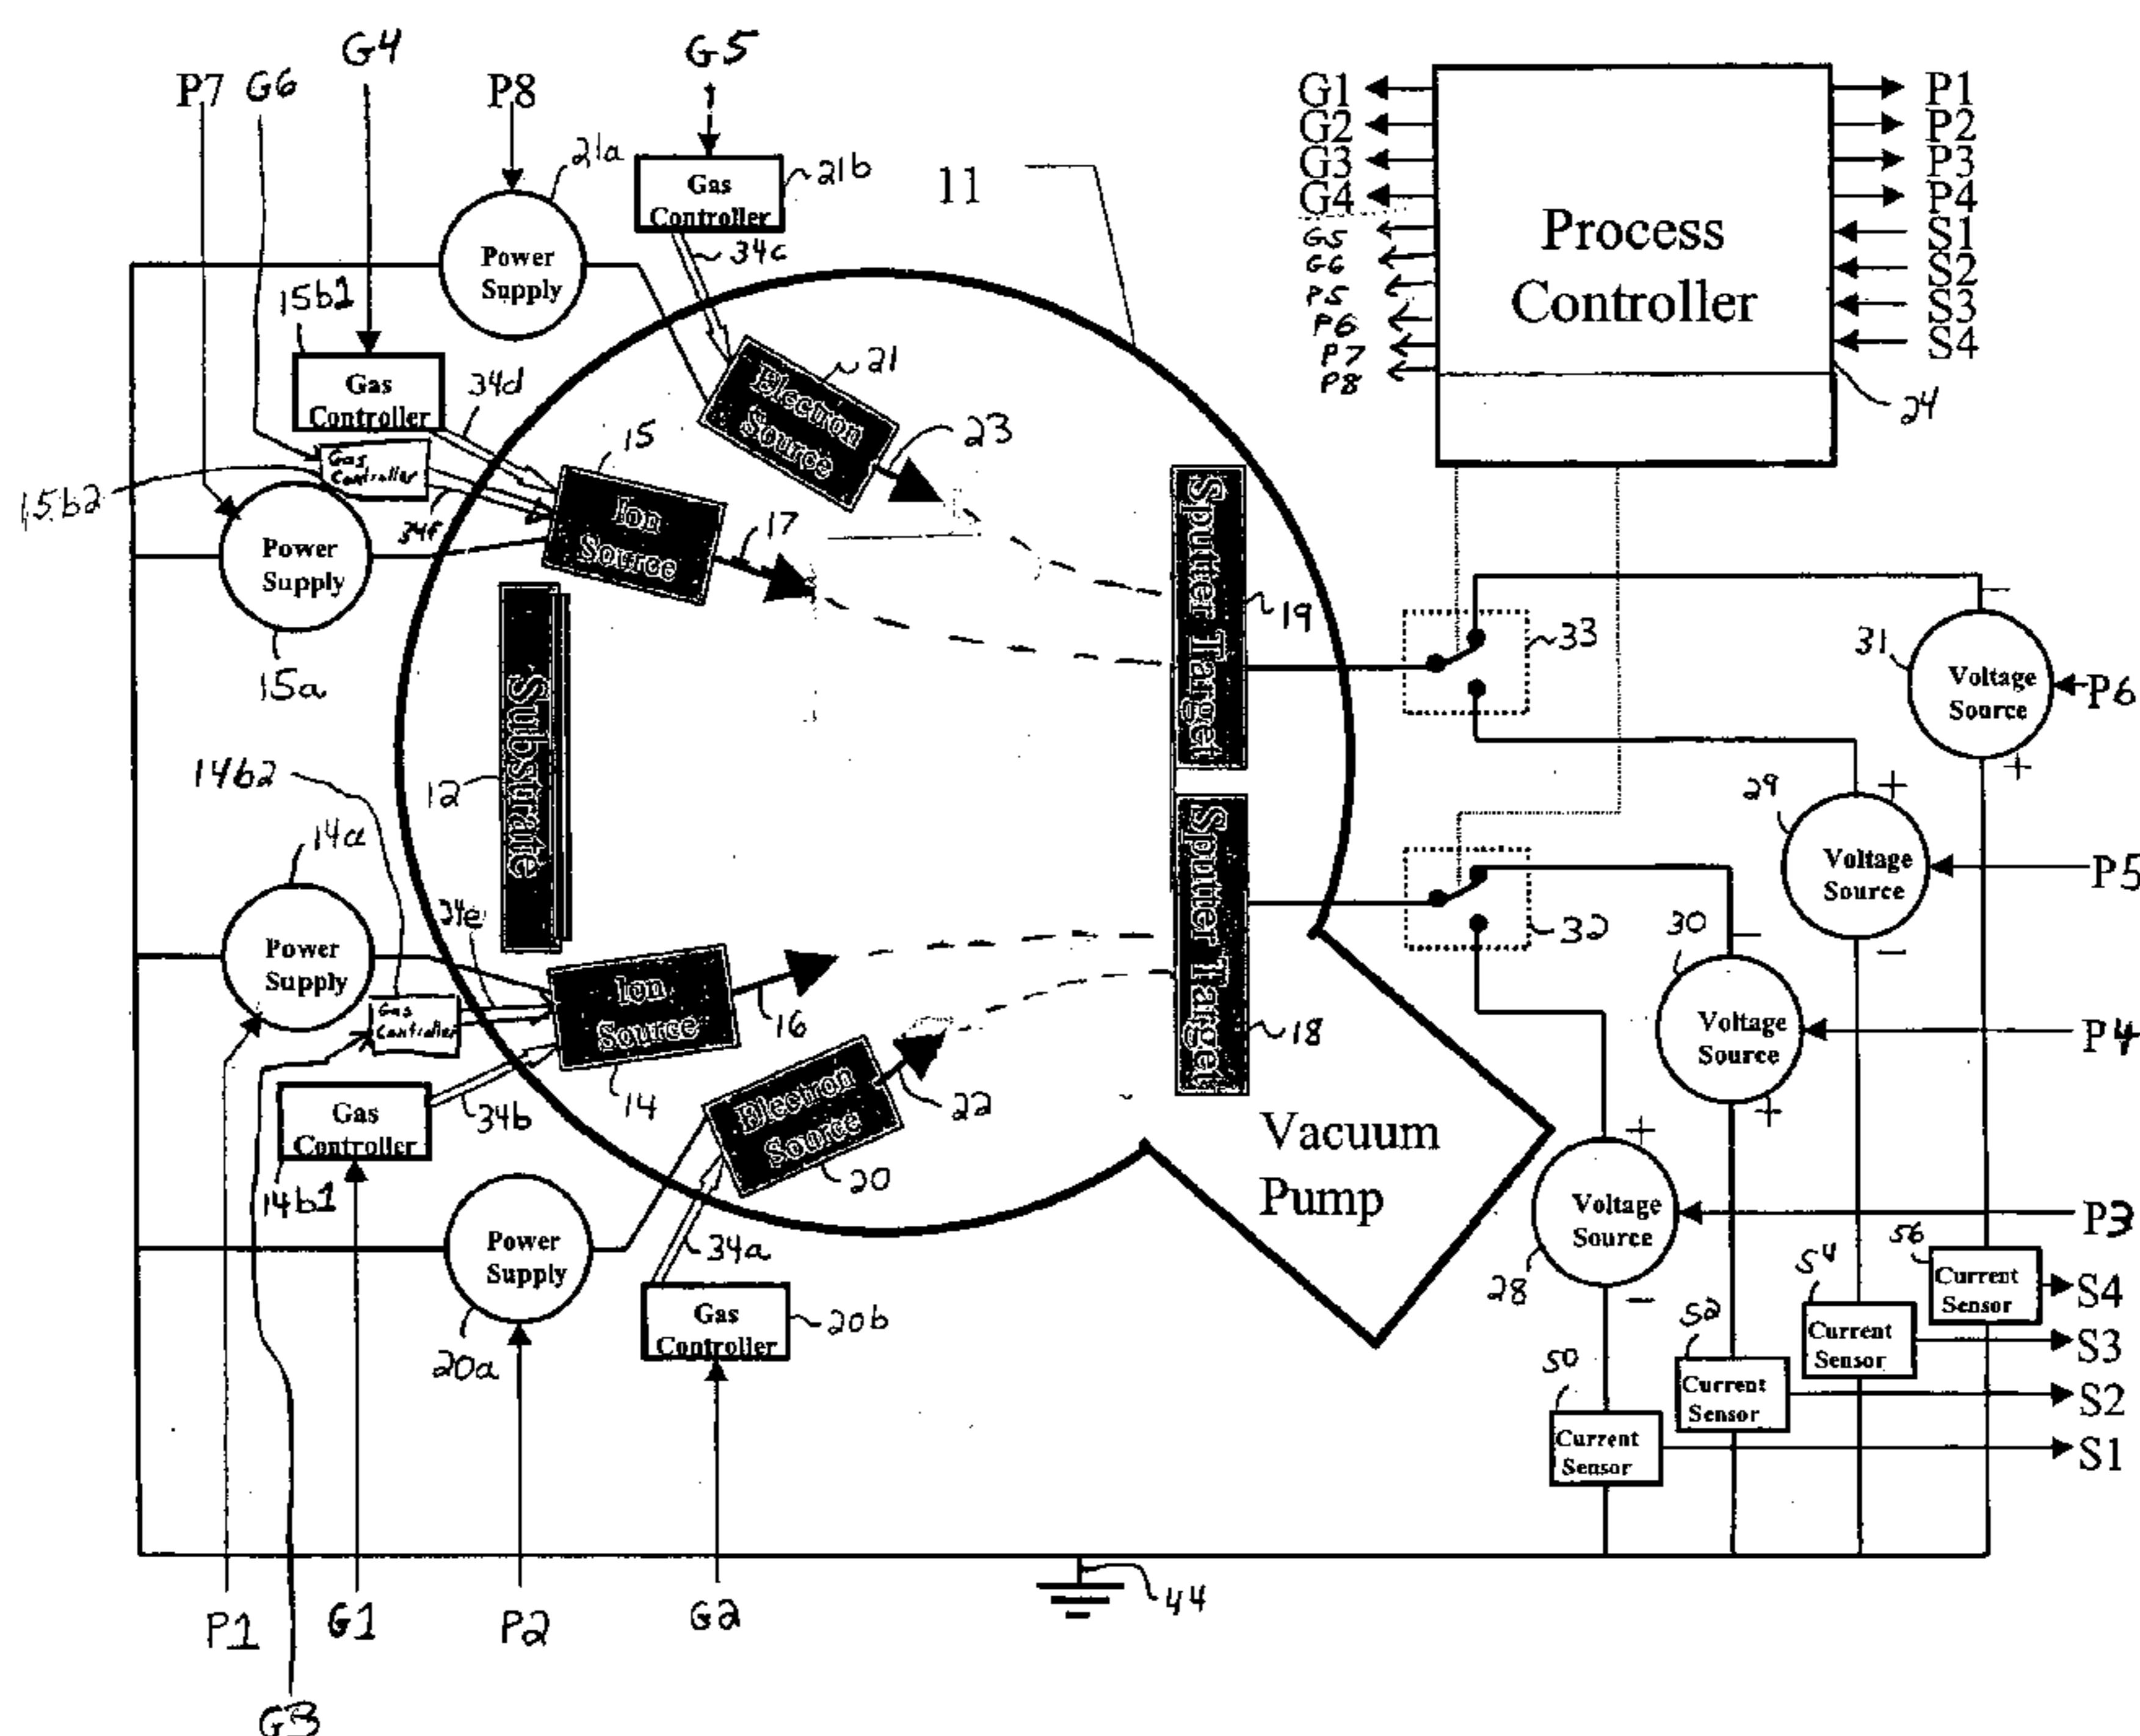 G4
G5
P7
G6
P8
21a
Gas
Controller
21b
34c
11
Power
Supply
15b1
Gas
Controller
34d
Gas
Controller
15b2
34f
Power
Supply
15a
15
Ion
Source
17
Electron
Source
21
23
Sputter Target
19
G1
G2
G3
G4
G5
G6
P5
P6
P7
P8
Process
Controller
P1
P2
P3
P4
S1
S2
S3
S4
24
33
31
Voltage
Source
P6
Substrate
12
14b2
14a
Power
Supply
34e
Gas
Controller
Ion
Source
16
14
34b
Gas
Controller
14b1
Electron
Source
22
20
Sputter Target
18
32
29
Voltage
Source
P5
30
Voltage
Source
P4
Vacuum
Pump
Voltage
Source
P3
28
Power
Supply
20a
34a
Gas
Controller
20b
56
Current
Sensor
S4
54
Current
Sensor
S3
52
Current
Sensor
S2
50
Current
Sensor
S1
44
P1
G1
P2
G2
G3